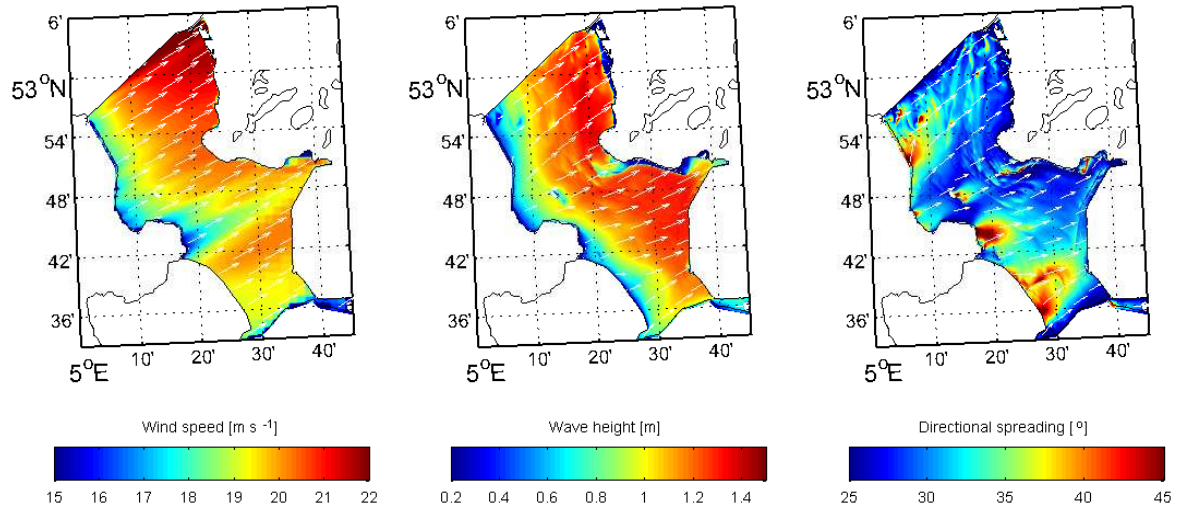 6'
53°N
54'
48'
42'
36'
10' 20' 30' 40'
5°E
Wind speed [m s -1]
15 16 17 18 19 20 21 22
6'
53°N
54'
48'
42'
36'
10' 20' 30' 40'
5°E
Wave height [m]
0.2 0.4 0.6 0.8 1 1.2 1.4
6'
53°N
54'
48'
42'
36'
10' 20' 30' 40'
5°E
Directional spreading [°]
25 30 35 40 45